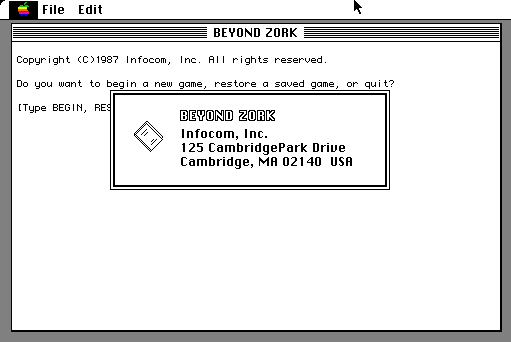 File Edit
BEYOND ZORK
Copyright (C)1987 Infocom, Inc. All rights reserved.
Do you want to begin a new game, restore a saved game, or quit?
[Type BEGIN, RES
BEYOND ZORK
Infocom, Inc.
125 CambridgePark Drive
Cambridge, MA 02140 USA